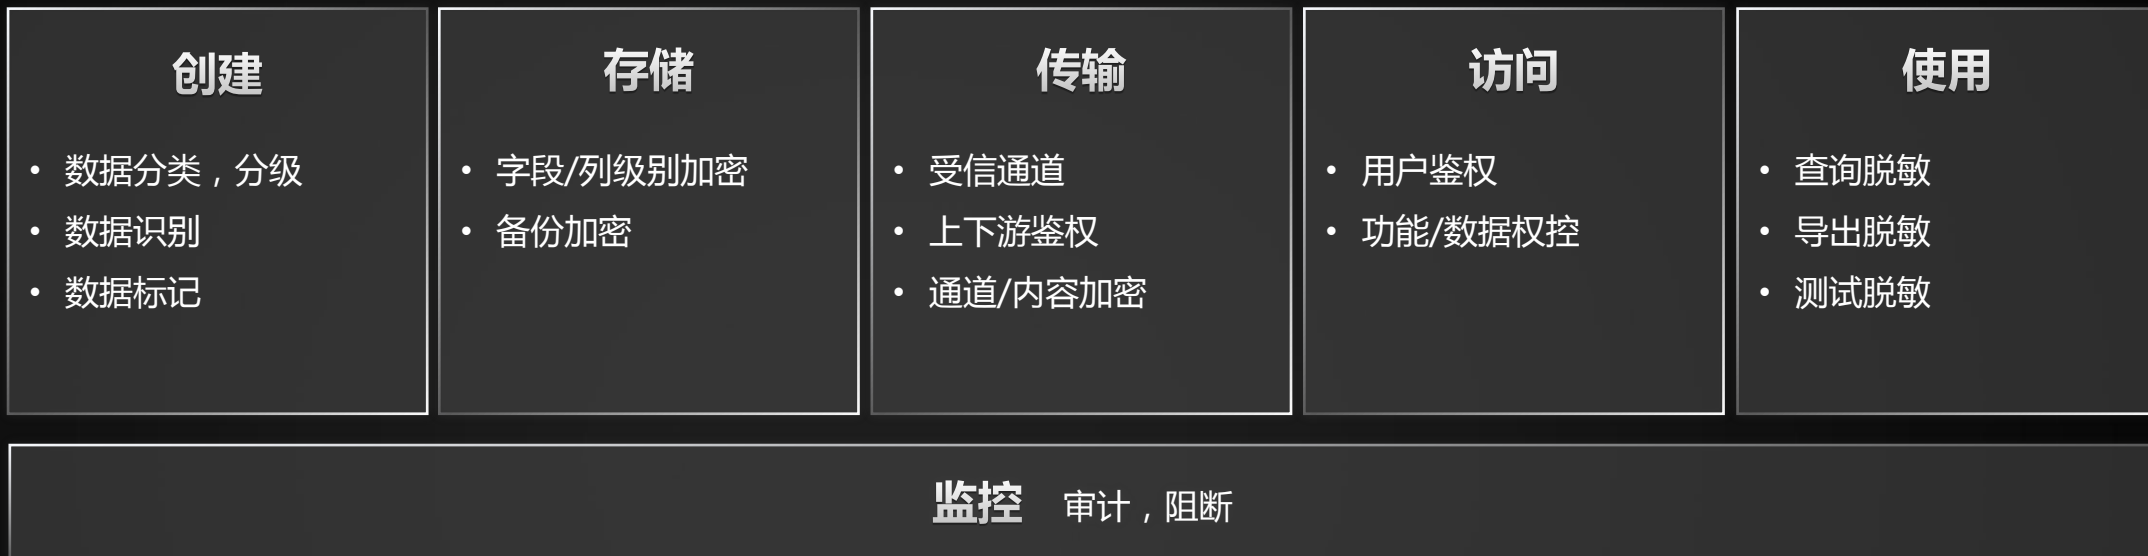 创建
• 数据分类，分级
• 数据识别
• 数据标记
存储
• 字段/列级别加密
• 备份加密
传输
• 受信通道
• 上下游鉴权
• 通道/内容加密
访问
• 用户鉴权
• 功能/数据权控
使用
• 查询脱敏
• 导出脱敏
• 测试脱敏
监控 审计，阻断